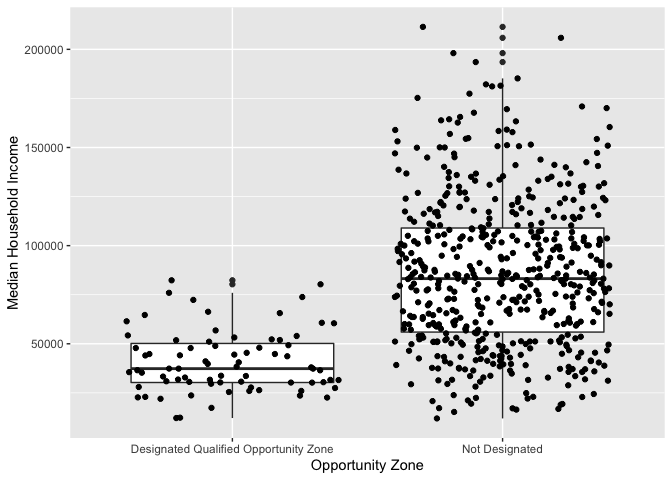 200000
150000
100000
50000
Median Household Income
Designated Qualified Opportunity Zone
Not Designated
Opportunity Zone